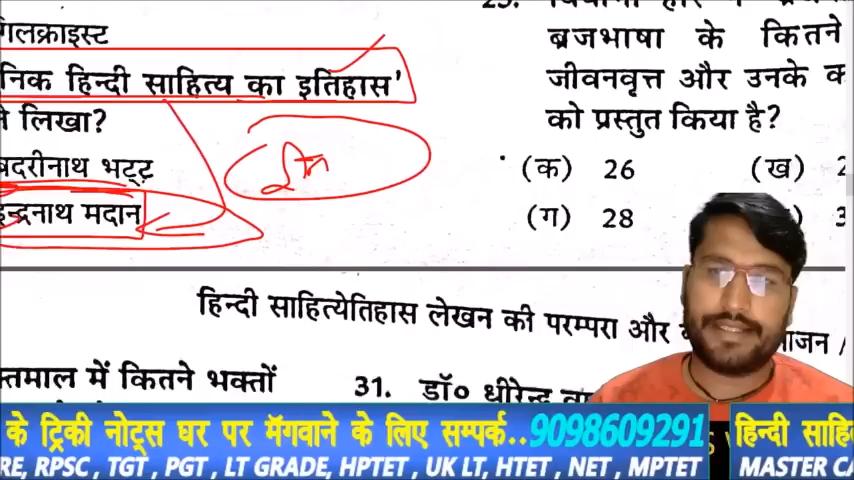 गिलक्राइस्ट
निक हिन्दी साहित्य का इतिहास'
लिखा?
बदरीनाथ भट्ट
इन्द्रनाथ मदान
ब्रजभाषा के कितने
जीवनवृत्त और उनके
को प्रस्तुत किया है?
(क) 26 (ख) 2
(ग) 28 ) 3
हिन्दी साहित्येतिहास लेखन की परम्परा और
क्तमाल में कितने भक्तों
31. डॉ० धीरेन्द्र
के ट्रिकी नोट्स घर पर मॅगवाने के लिए सम्पर्क..9098609291
हिन्दी साहि
RE, RPSC , TGT , PGT , LT GRADE, HPTET , UK LT, HTET , NET , MPTET
MASTER CA